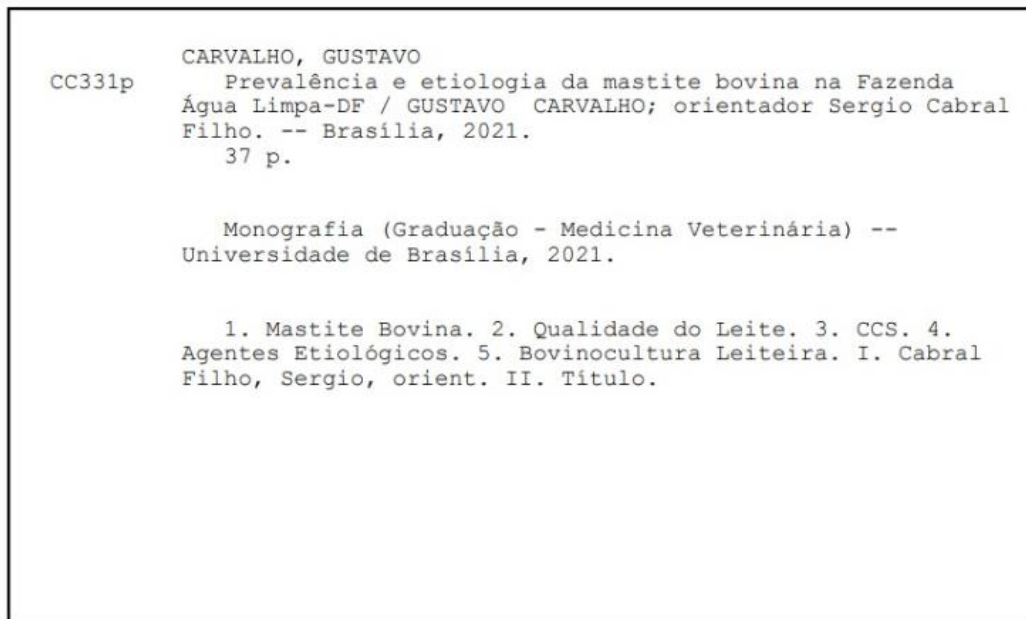 CARVALHO, GUSTAVO
CC331p Prevalência e etiologia da mastite bovina na Fazenda
Água Limpa-DF / GUSTAVO  CARVALHO; orientador Sergio Cabral
Filho. -- Brasília, 2021.
37 p.
Monografia (Graduação - Medicina Veterinária) --
Universidade de Brasília, 2021.
1. Mastite Bovina. 2. Qualidade do Leite. 3. CCS. 4.
Agentes Etiológicos. 5. Bovinocultura Leiteira. I. Cabral
Filho, Sergio, orient. II. Título.